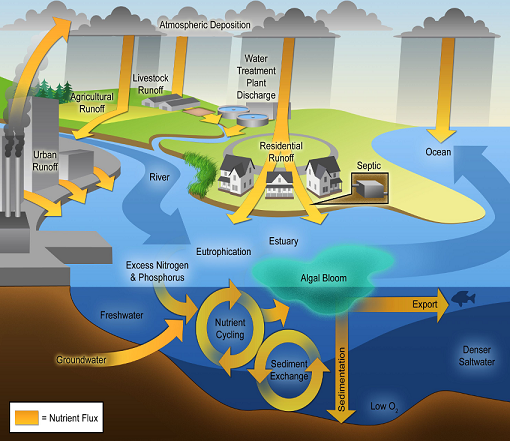 Atmospheric Deposition
Livestock
Runoff
Water
Treatment
Plant
Discharge
Agricultural
Runoff
Urban
Runoff
Residential
Runoff
Ocean
Septic
River
Estuary
Eutrophication
Excess Nitrogen
& Phosphorus
Algal Bloom
Export
Freshwater
Nutrient
Cycling
Groundwater
Sediment
Exchange
Sedimentation
Denser
Saltwater
Low O₂
= Nutrient Flux